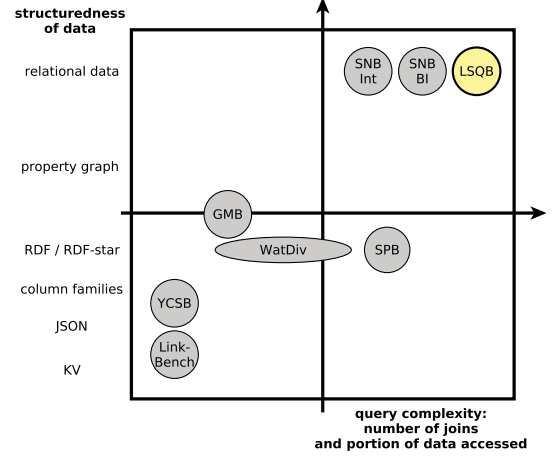 structuredness
of data
relational data
SNB
Int
SNB
BI
LSQB
property graph
GMB
RDF / RDF-star
WatDiv
SPB
column families
YCSB
JSON
Link-
Bench
KV
query complexity:
number of joins
and portion of data accessed